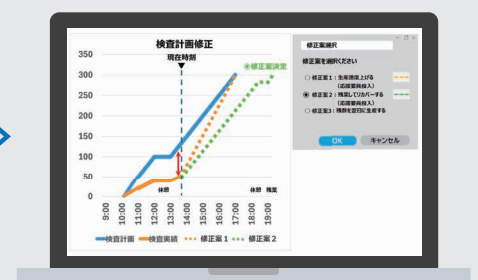 検査計画修正
現在時刻
※修正案決定
350
300
250
200
150
100
50
0
休憩
休憩 残業
9:00
10:00
11:00
12:00
13:00
14:00
15:00
16:00
17:00
18:00
19:00
検査計画
検査実績
修正案1
修正案2
修正案選択
修正案を選択ください
修正案1:生産速度上げる
(応援要員投入)
修正案2:残業してリカバーする
(応援要員投入)
修正案3:残数を翌日に生産する
OK
キャンセル